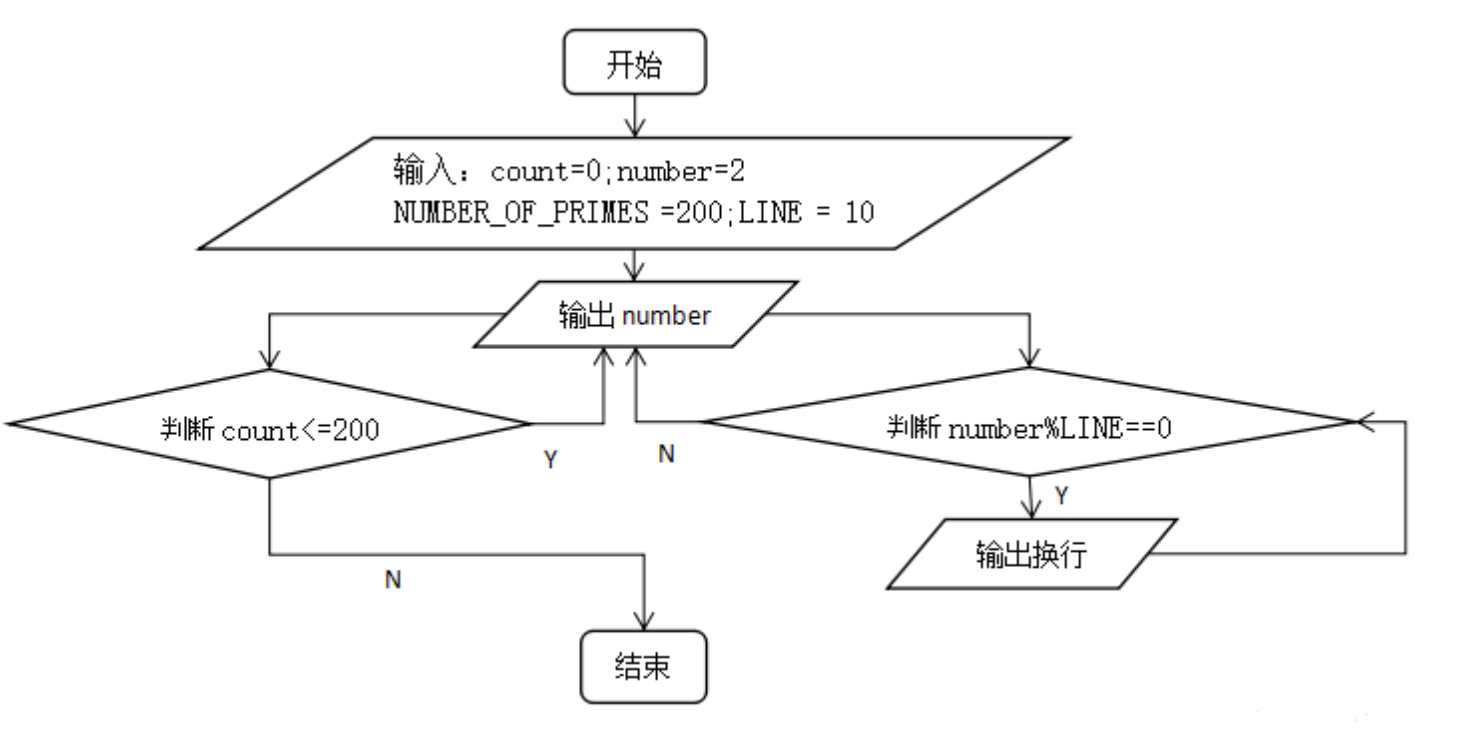 开始
输入：count=0;number=2
NUMBER_OF_PRIMES =200;LINE = 10
输出 number
判断 count<=200
判断 number%LINE==0
Y
N
Y
输出换行
N
结束